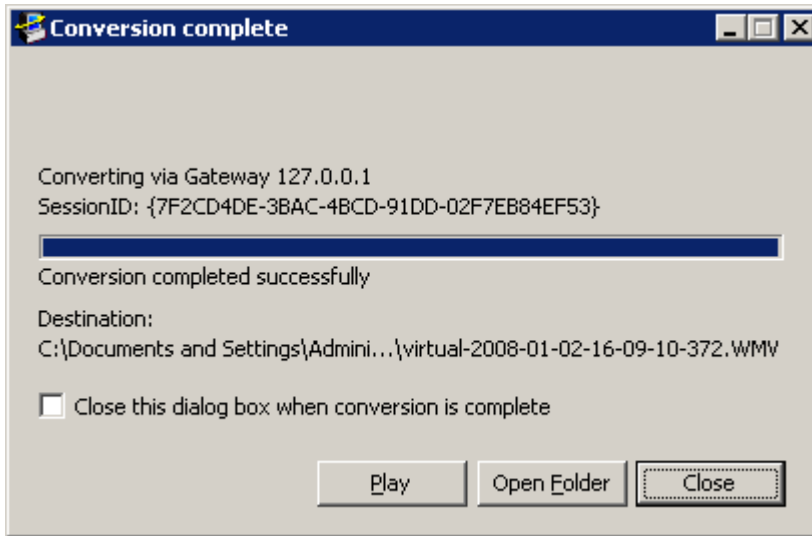 Conversion complete
Converting via Gateway 127.0.0.1
SessionID: {7F2CD4DE-3BAC-4BCD-91DD-02F7EB84EF53}
Conversion completed successfully
Destination:
C:\Documents and Settings\Admini...\virtual-2008-01-02-16-09-10-372.WMV
Close this dialog box when conversion is complete
Play Open Folder Close